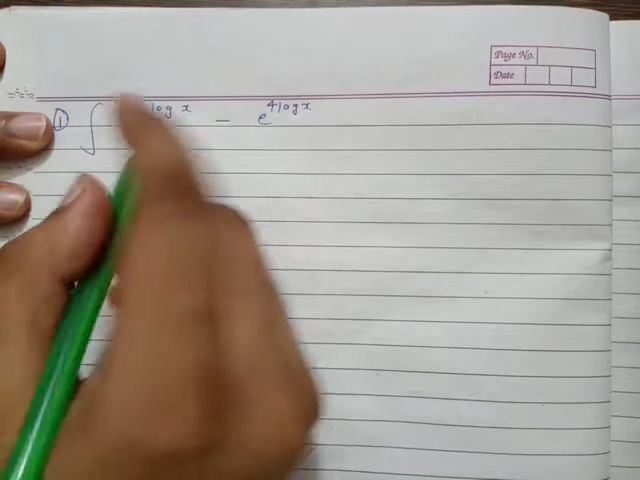 Page No.
Date
① ∫ log x - e^4log x